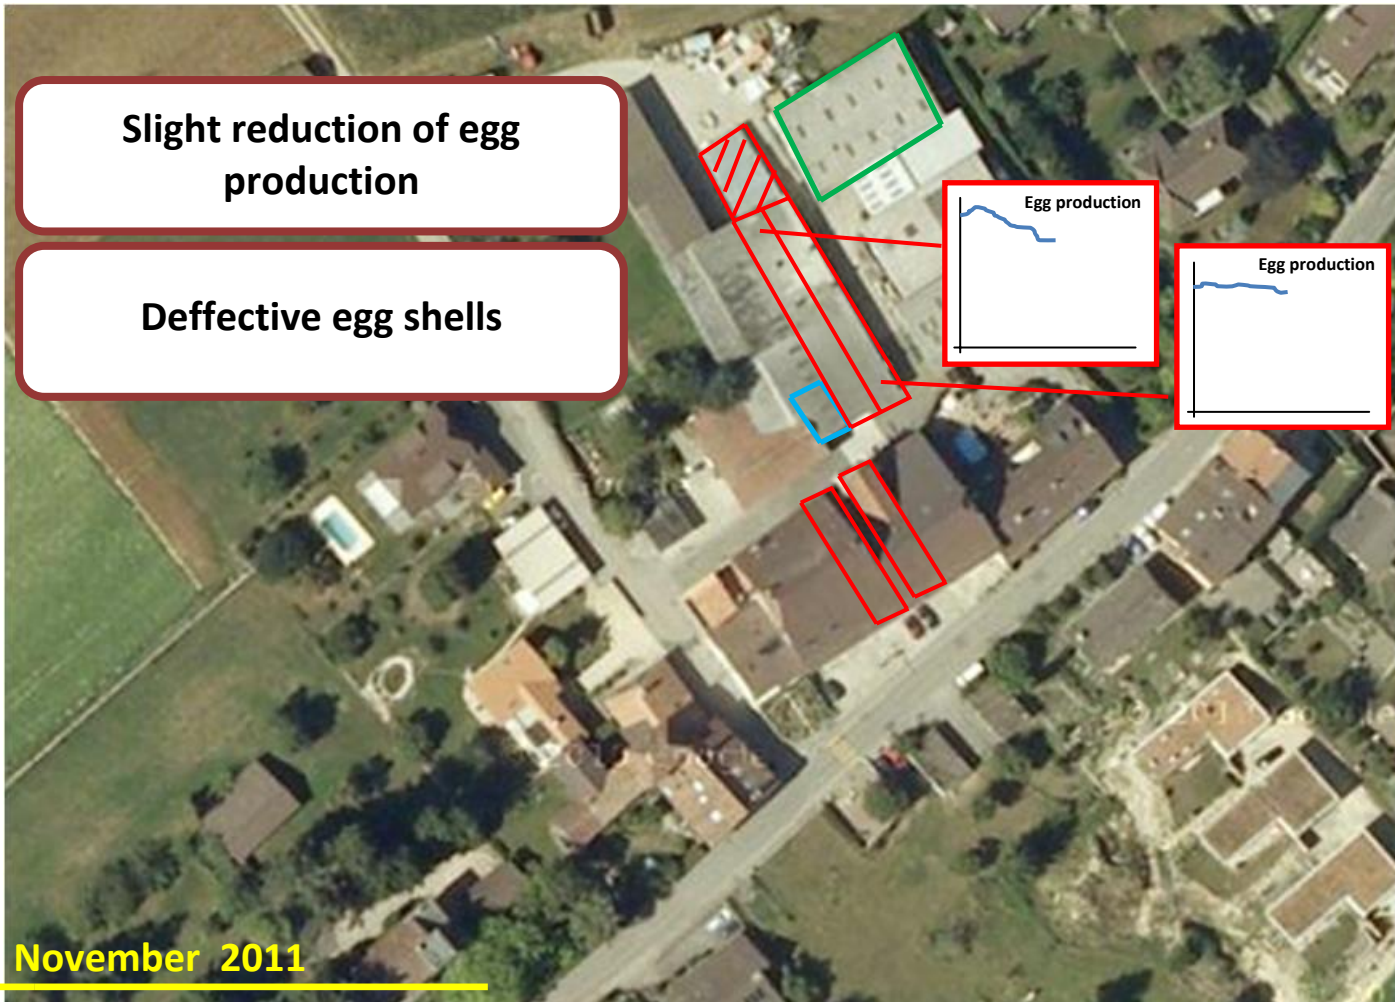 Slight reduction of egg
production
Deffective egg shells
Egg production
Egg production
November 2011